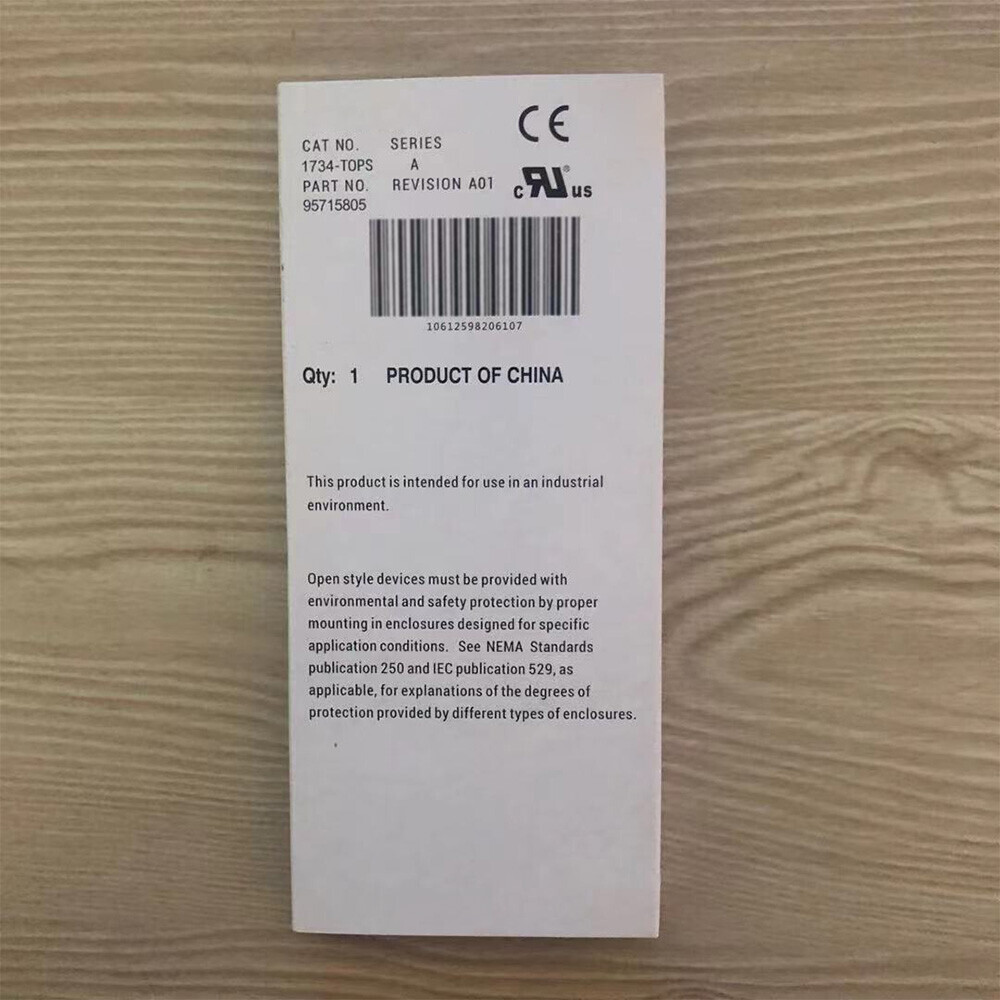 CE
CAT NO. SERIES
1734-TOPS A
PART NO. REVISION A01
95715805
c RU ® us
10612598206107
Qty: 1 PRODUCT OF CHINA
This product is intended for use in an industrial
environment.
Open style devices must be provided with
environmental and safety protection by proper
mounting in enclosures designed for specific
application conditions. See NEMA Standards
publication 250 and IEC publication 529, as
applicable, for explanations of the degrees of
protection provided by different types of enclosures.